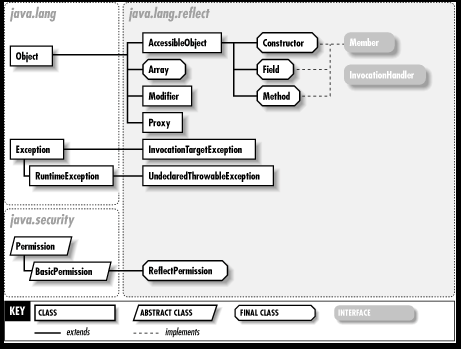 java.lang
java.lang.reflect
Object
AccessibleObject
Constructor
Member
Array
Field
InvocationHandler
Modifier
Method
Proxy
Exception
InvocationTargetException
RuntimeException
UndeclaredThrowableException
java.security
Permission
BasicPermission
ReflectPermission
KEY
CLASS
ABSTRACT CLASS
FINAL CLASS
INTERFACE
extends
implements